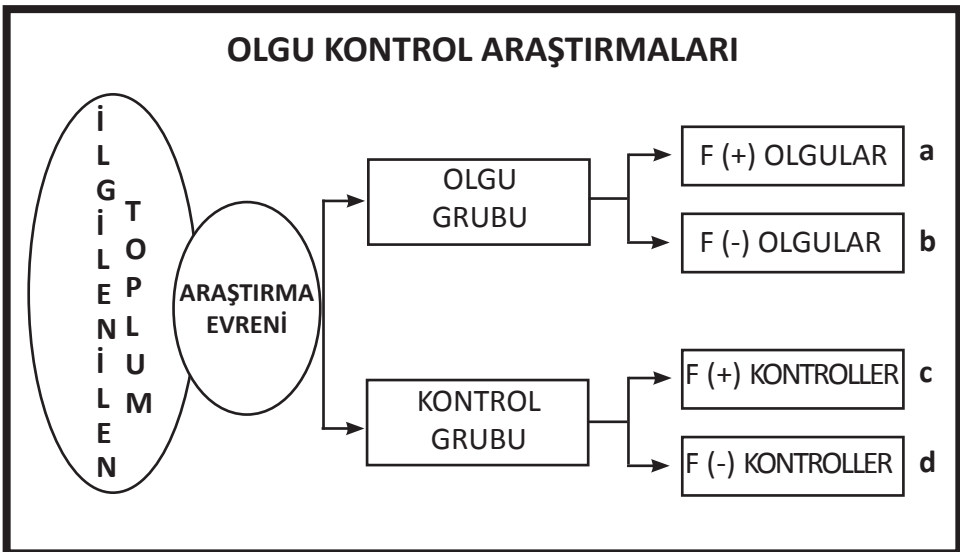 OLGU KONTROL ARAŞTIRMALARI
İLGİLENİLEN
TOPLUM
ARAŞTIRMA
EVRENİ
OLGU
GRUBU
F (+) OLGULAR
a
F (-) OLGULAR
b
KONTROL
GRUBU
F (+) KONTROLLER
c
F (-) KONTROLLER
d